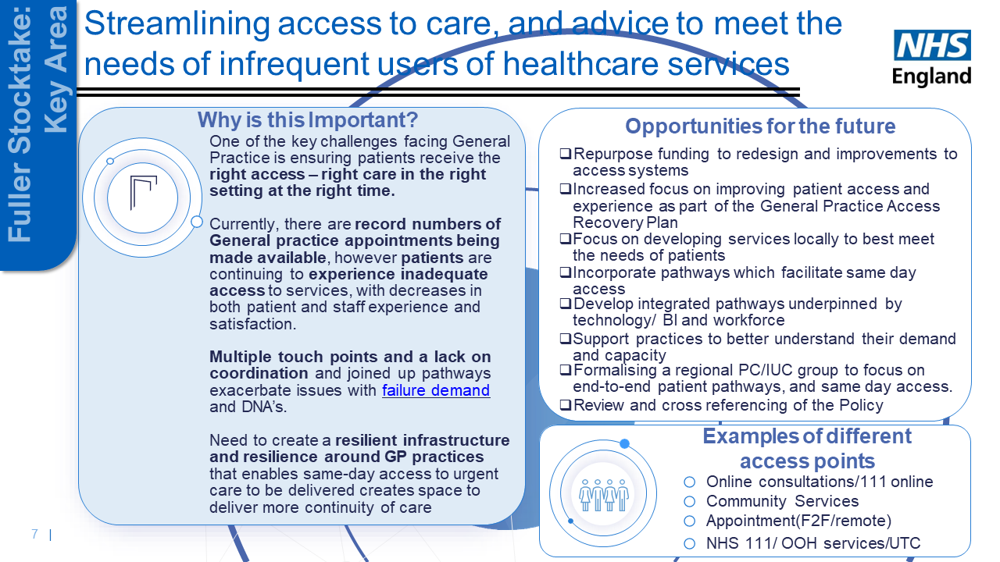 Fuller Stocktake:
Key Area
Streamlining access to care, and advice to meet the
needs of infrequent users of healthcare services
NHS
England
Why is this Important?
One of the key challenges facing General
Practice is ensuring patients receive the
right access – right care in the right
setting at the right time.
Currently, there are record numbers of
General practice appointments being
made available, however patients are
continuing to experience inadequate
access to services, with decreases in
both patient and staff experience and
satisfaction.
Multiple touch points and a lack on
coordination and joined up pathways
exacerbate issues with failure demand
and DNA's.
Need to create a resilient infrastructure
and resilience around GP practices
that enables same-day access to urgent
care to be delivered creates space to
deliver more continuity of care
Opportunities for the future
❑Repurpose funding to redesign and improvements to
access systems
❑Increased focus on improving patient access and
experience as part of the General Practice Access
Recovery Plan
❑Focus on developing services locally to best meet
the needs of patients
❑Incorporate pathways which facilitate same day
access
❑Develop integrated pathways underpinned by
technology/ BI and workforce
❑Support practices to better understand their demand
and capacity
❑Formalising a regional PC/IUC group to focus on
end-to-end patient pathways, and same day access.
❑Review and cross referencing of the Policy
Examples of different
access points
○ Online consultations/111 online
○ Community Services
○ Appointment(F2F/remote)
○ NHS 111/ OOH services/UTC
7 |